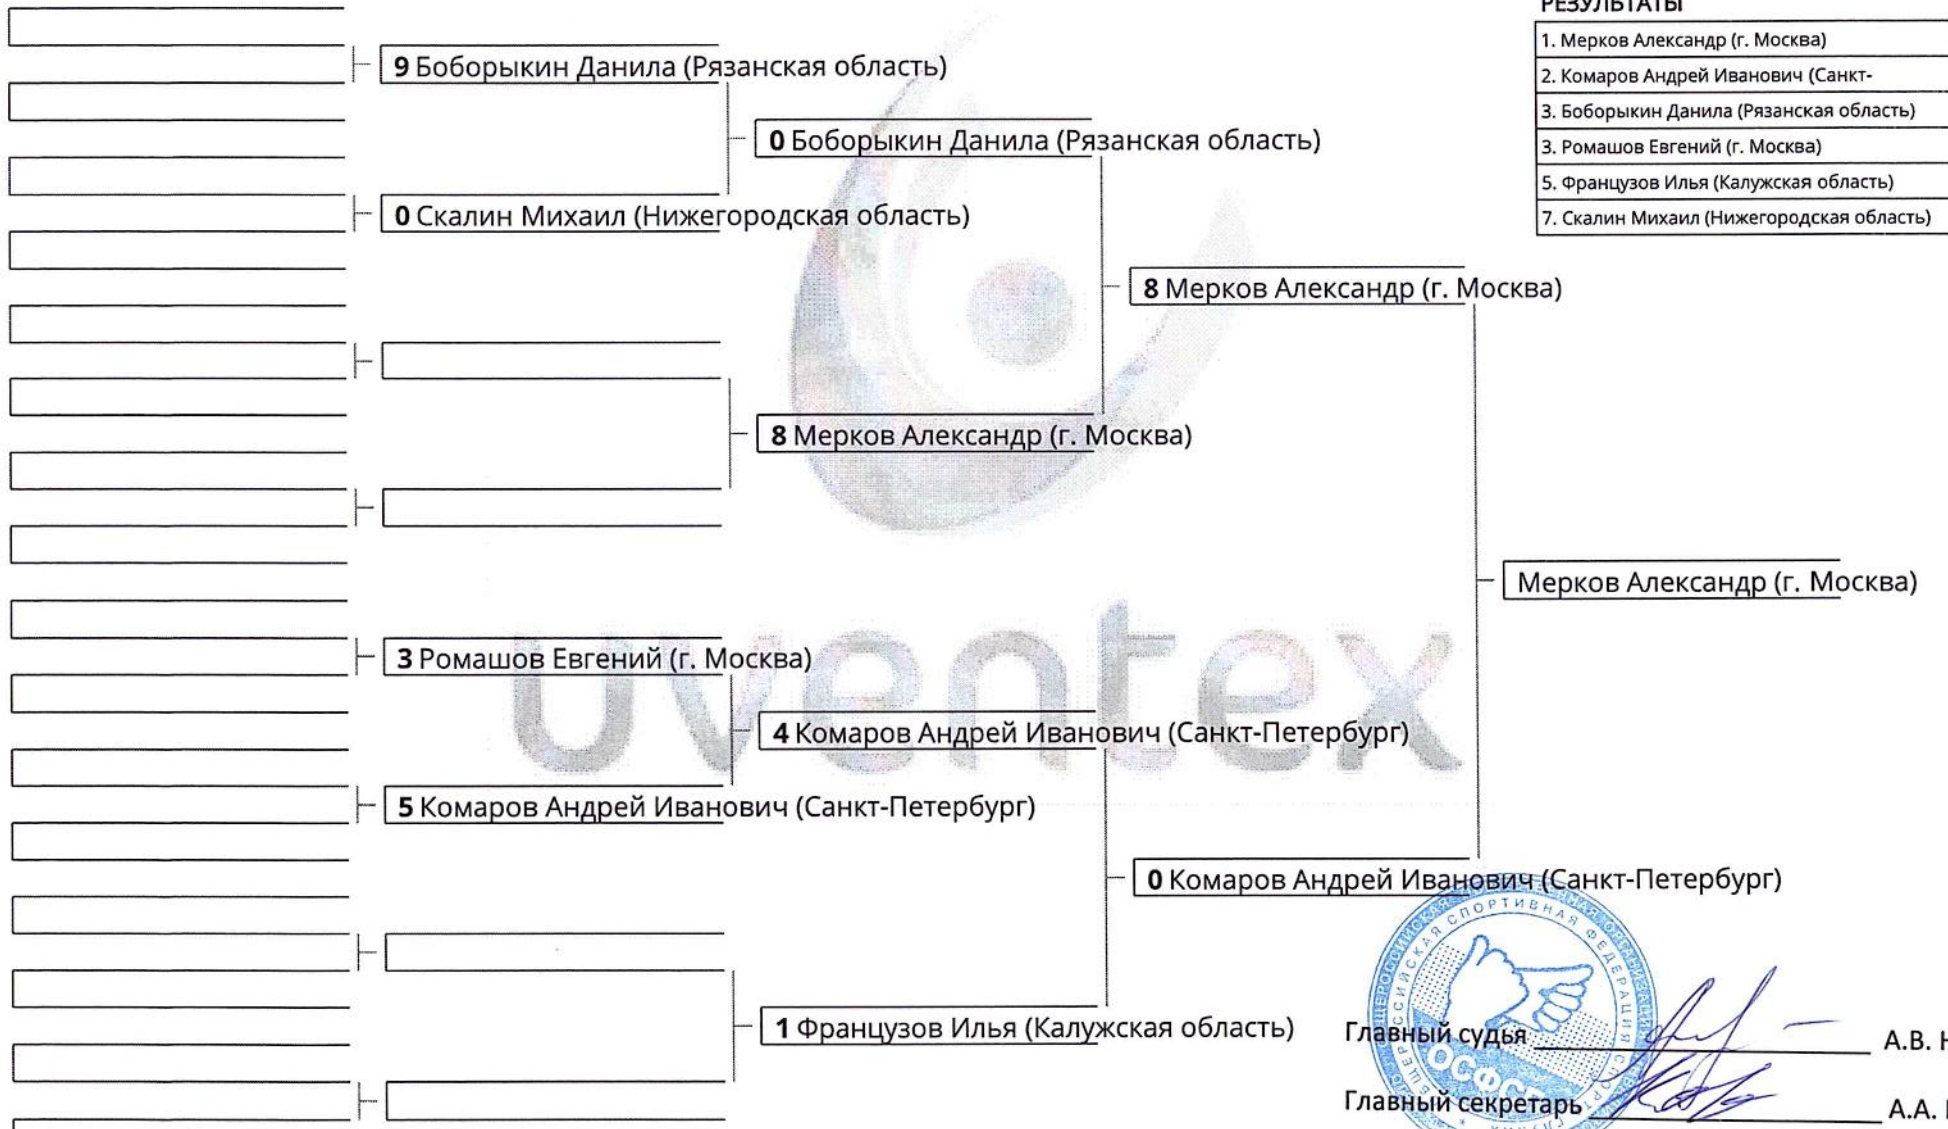 РЕЗУЛЬТАТЫ
1. Мерков Александр (г. Москва)
2. Комаров Андрей Иванович (Санкт-
3. Боборыкин Данила (Рязанская область)
3. Ромашов Евгений (г. Москва)
5. Французов Илья (Калужская область)
7. Скалин Михаил (Нижегородская область)
9 Боборыкин Данила (Рязанская область)
0 Боборыкин Данила (Рязанская область)
0 Скалин Михаил (Нижегородская область)
8 Мерков Александр (г. Москва)
8 Мерков Александр (г. Москва)
Мерков Александр (г. Москва)
uventex
3 Ромашов Евгений (г. Москва)
4 Комаров Андрей Иванович (Санкт-Петербург)
5 Комаров Андрей Иванович (Санкт-Петербург)
0 Комаров Андрей Иванович (Санкт-Петербург)
1 Французов Илья (Калужская область)
СПОРТИВНАЯ ФЕДЕРАЦИЯ
Главный судья А.В.
Главный секретарь А.А.